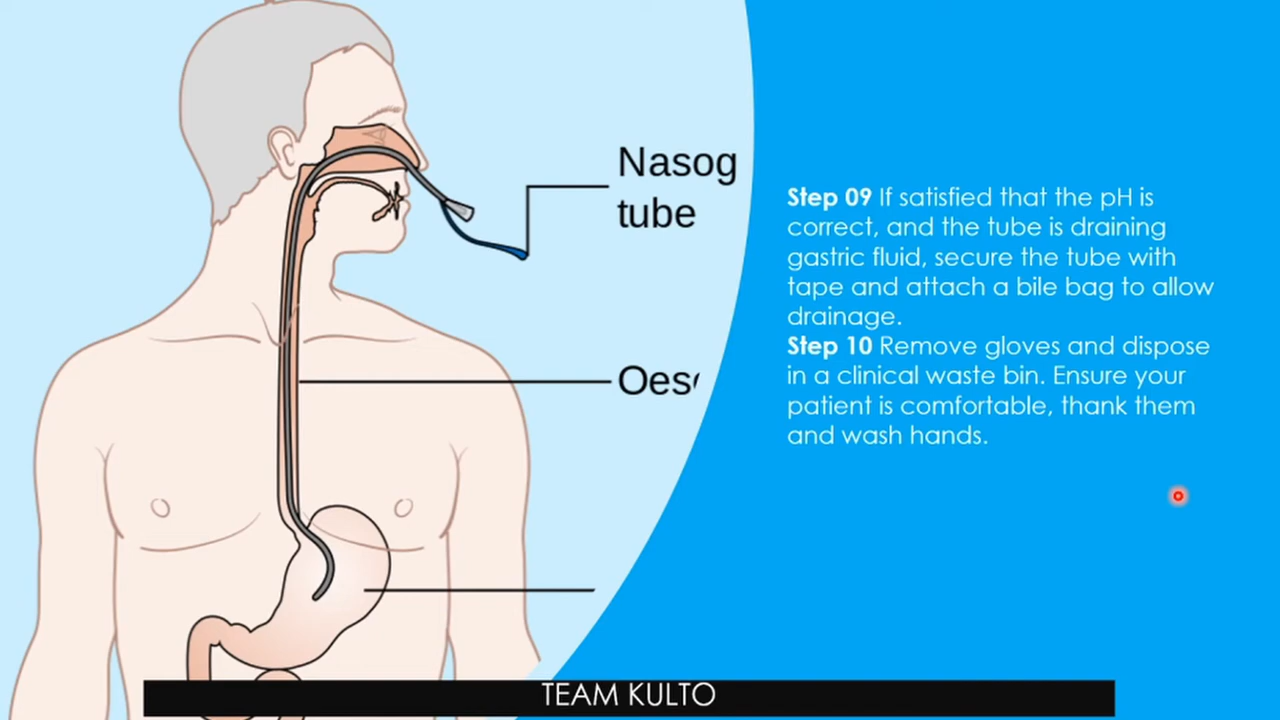 Nasog
tube
Oes
Step 09 If satisfied that the pH is
correct, and the tube is draining
gastric fluid, secure the tube with
tape and attach a bile bag to allow
drainage.
Step 10 Remove gloves and dispose
in a clinical waste bin. Ensure your
patient is comfortable, thank them
and wash hands.
TEAM KULTO